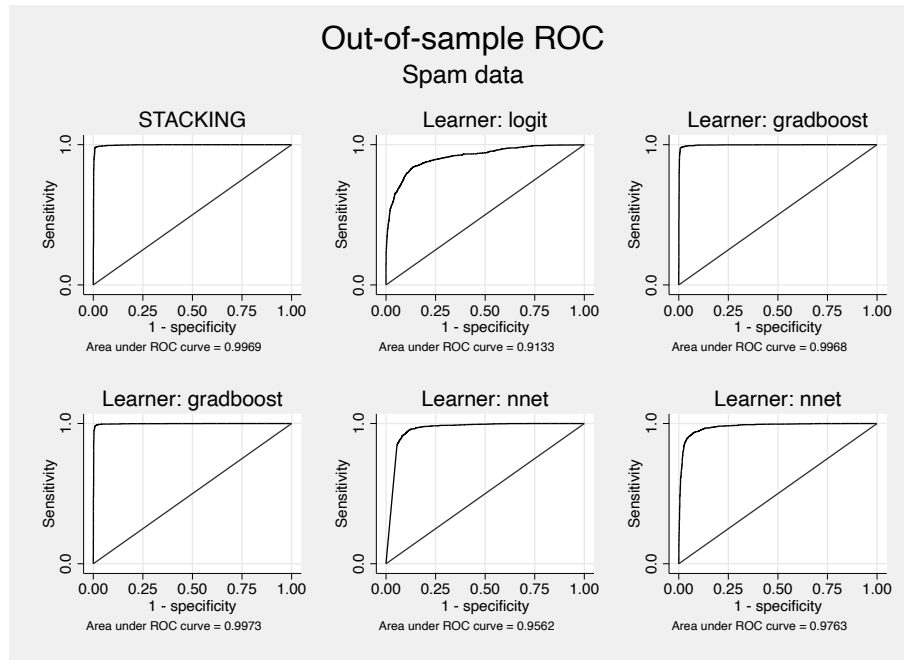 Out-of-sample ROC
Spam data
STACKING
Sensitivity
0.0
1.0
0.00 0.25 0.50 0.75 1.00
1 - specificity
Area under ROC curve = 0.9969
Learner: logit
Sensitivity
0.0
1.0
0.00 0.25 0.50 0.75 1.00
1 - specificity
Area under ROC curve = 0.9133
Learner: gradboost
Sensitivity
0.0
1.0
0.00 0.25 0.50 0.75 1.00
1 - specificity
Area under ROC curve = 0.9968
Learner: gradboost
Sensitivity
0.0
1.0
0.00 0.25 0.50 0.75 1.00
1 - specificity
Area under ROC curve = 0.9973
Learner: nnet
Sensitivity
0.0
1.0
0.00 0.25 0.50 0.75 1.00
1 - specificity
Area under ROC curve = 0.9562
Learner: nnet
Sensitivity
0.0
1.0
0.00 0.25 0.50 0.75 1.00
1 - specificity
Area under ROC curve = 0.9763